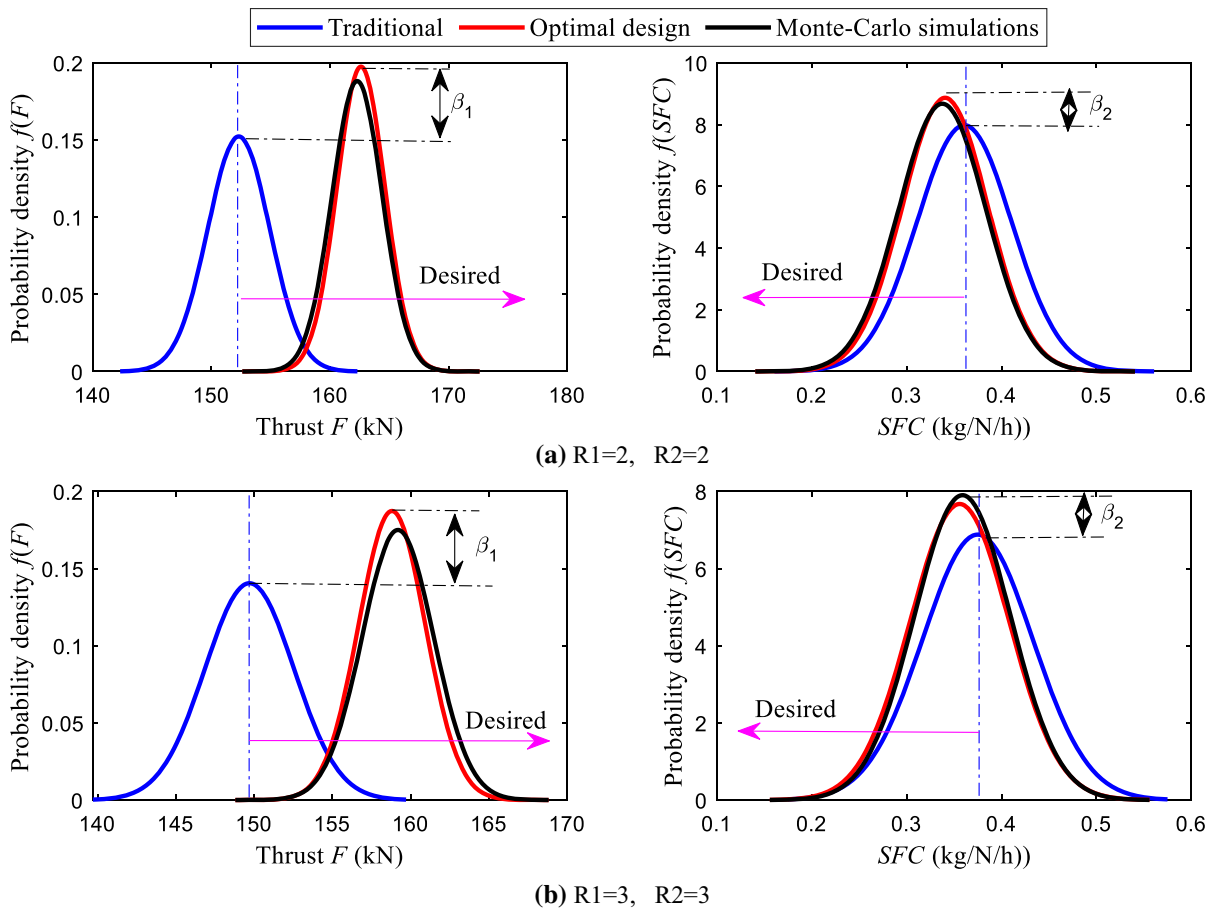 Traditional Optimal design Monte-Carlo simulations
Probability density f(F)
0.2
0.15
0.1
0.05
0
β1
Desired
140 150 160 170 180
Thrust F (kN)
Probability density f(SFC)
10
8
6
4
2
0
β2
Desired
0.1 0.2 0.3 0.4 0.5 0.6
SFC (kg/N/h))
(a) R1=2, R2=2
Probability density f(F)
0.2
0.15
0.1
0.05
0
β1
Desired
140 145 150 155 160 165 170
Thrust F (kN)
Probability density f(SFC)
8
6
4
2
0
β2
Desired
0.1 0.2 0.3 0.4 0.5 0.6
SFC (kg/N/h))
(b) R1=3, R2=3